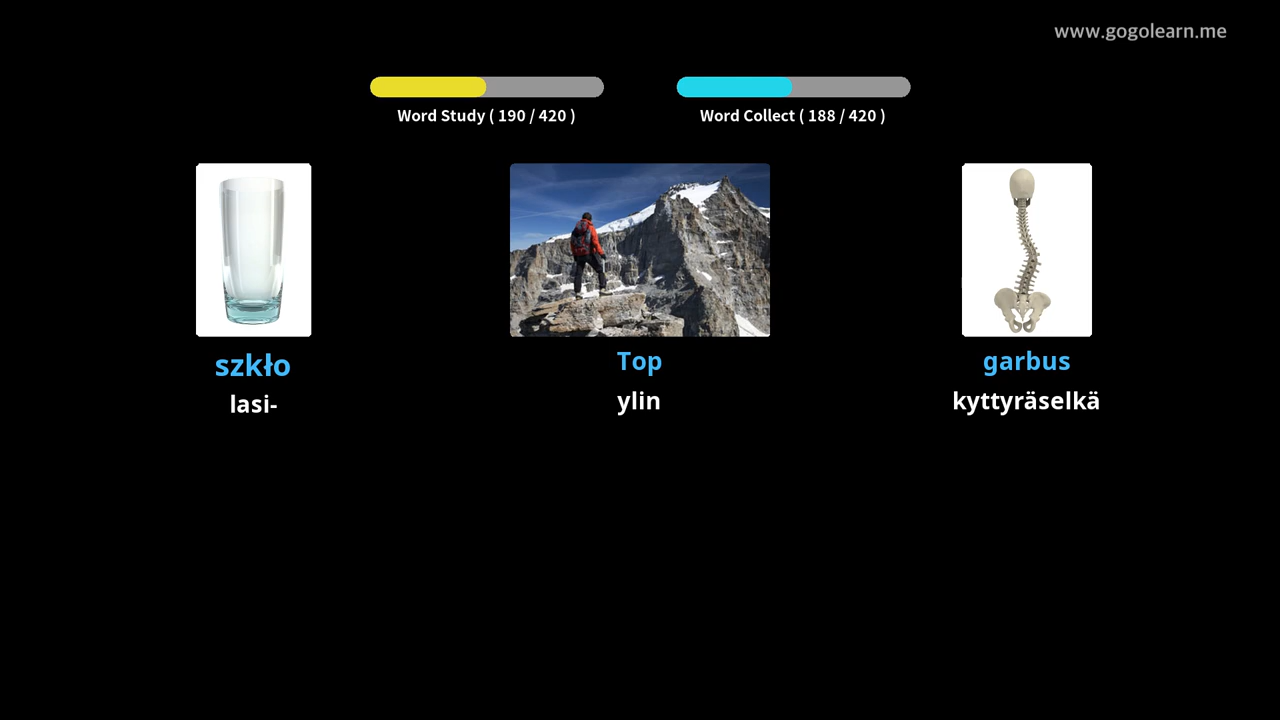 www.gogolearn.me
Word Study ( 190 / 420 )
Word Collect ( 188 / 420 )
szkło
lasi-
Top
ylin
garbus
kyttyräselkä